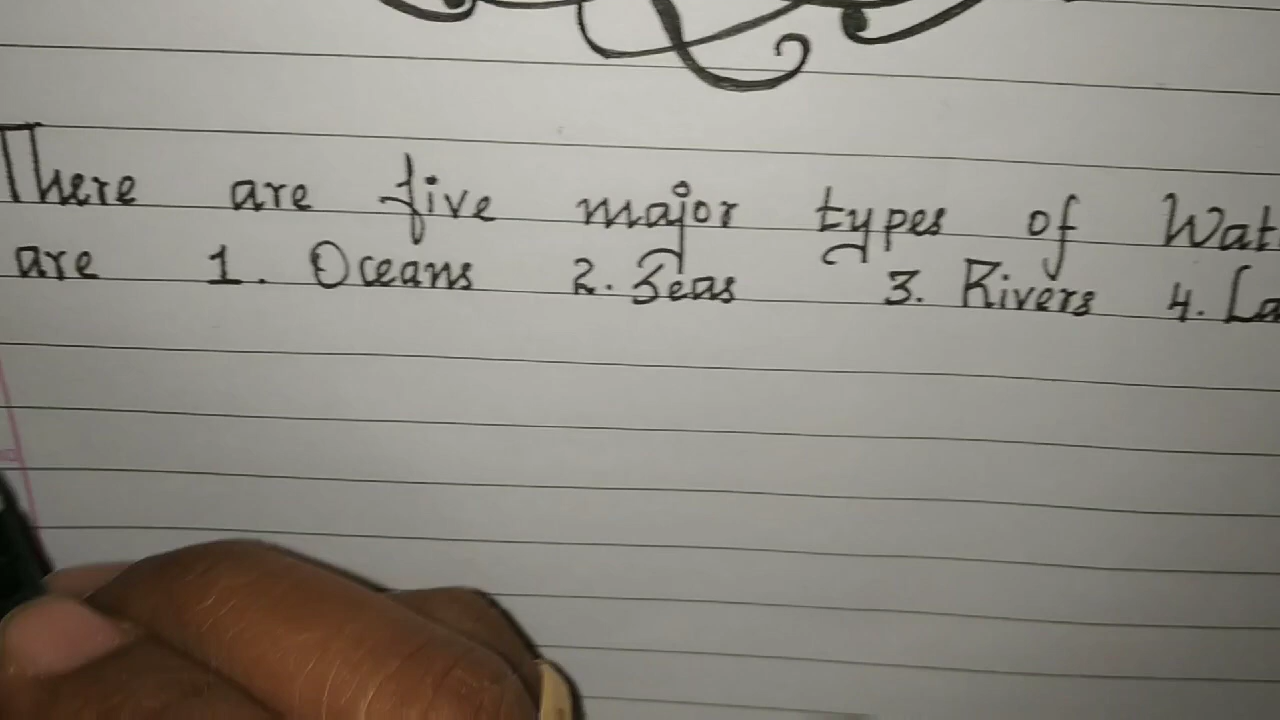 There are five major types of Wat
are 1. Oceans 2. Seas 3. Rivers 4. La